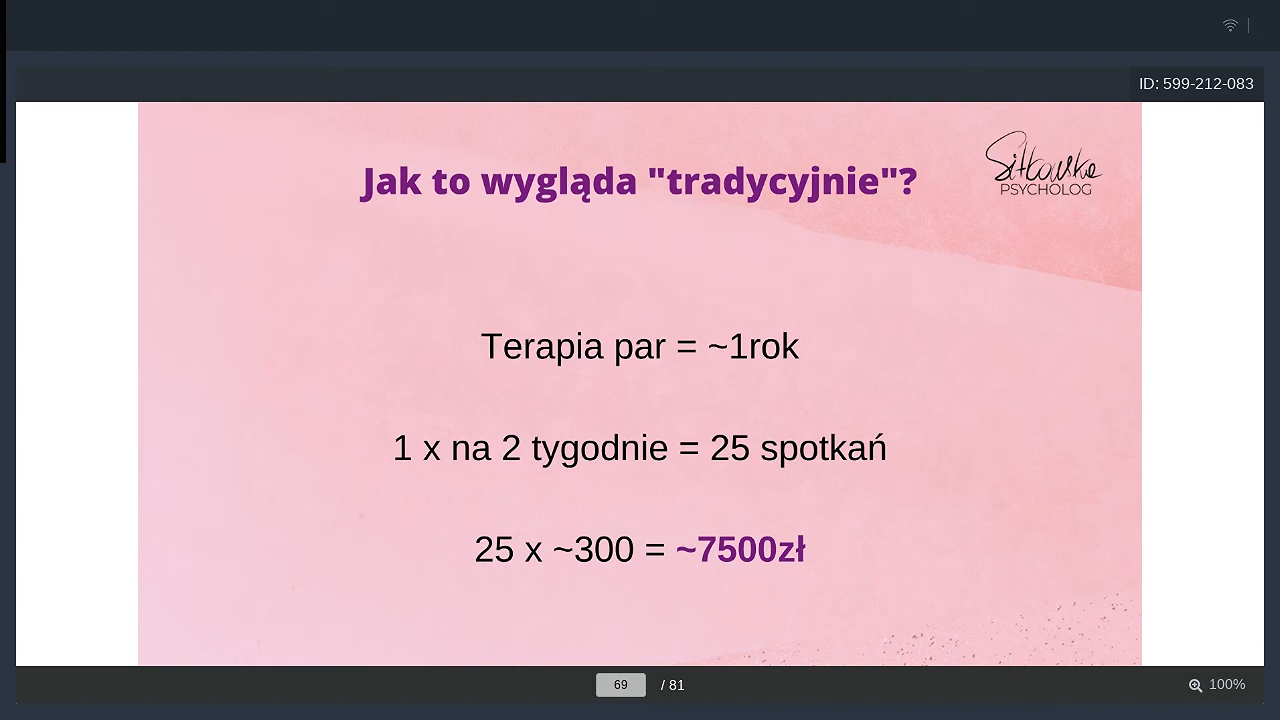 ID: 599-212-083
Jak to wygląda "tradycyjnie"?
Siłowska
PSYCHOLOG
Terapia par = ~1rok
1 x na 2 tygodnie = 25 spotkań
25 x ~300 = ~7500zł
69 / 81
100%